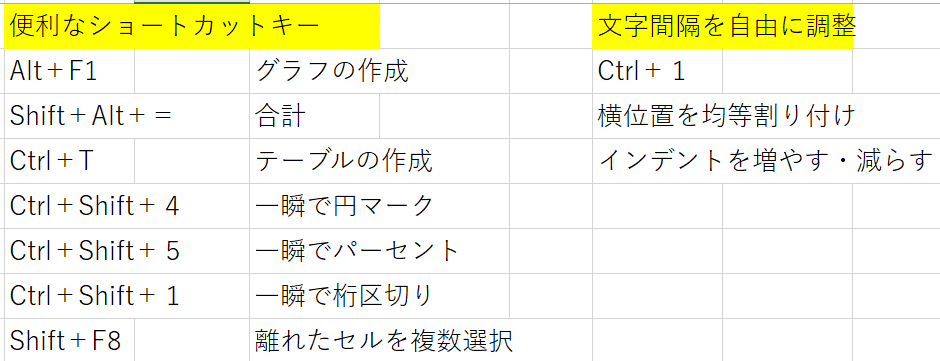 便利なショートカットキー
Alt＋F1 グラフの作成
Shift＋Alt＋＝ 合計
Ctrl＋T テーブルの作成
Ctrl＋Shift＋４ 一瞬で円マーク
Ctrl＋Shift＋５ 一瞬でパーセント
Ctrl＋Shift＋１ 一瞬で桁区切り
Shift＋F8 離れたセルを複数選択
文字間隔を自由に調整
Ctrl＋１
横位置を均等割り付け
インデントを増やす・減らす